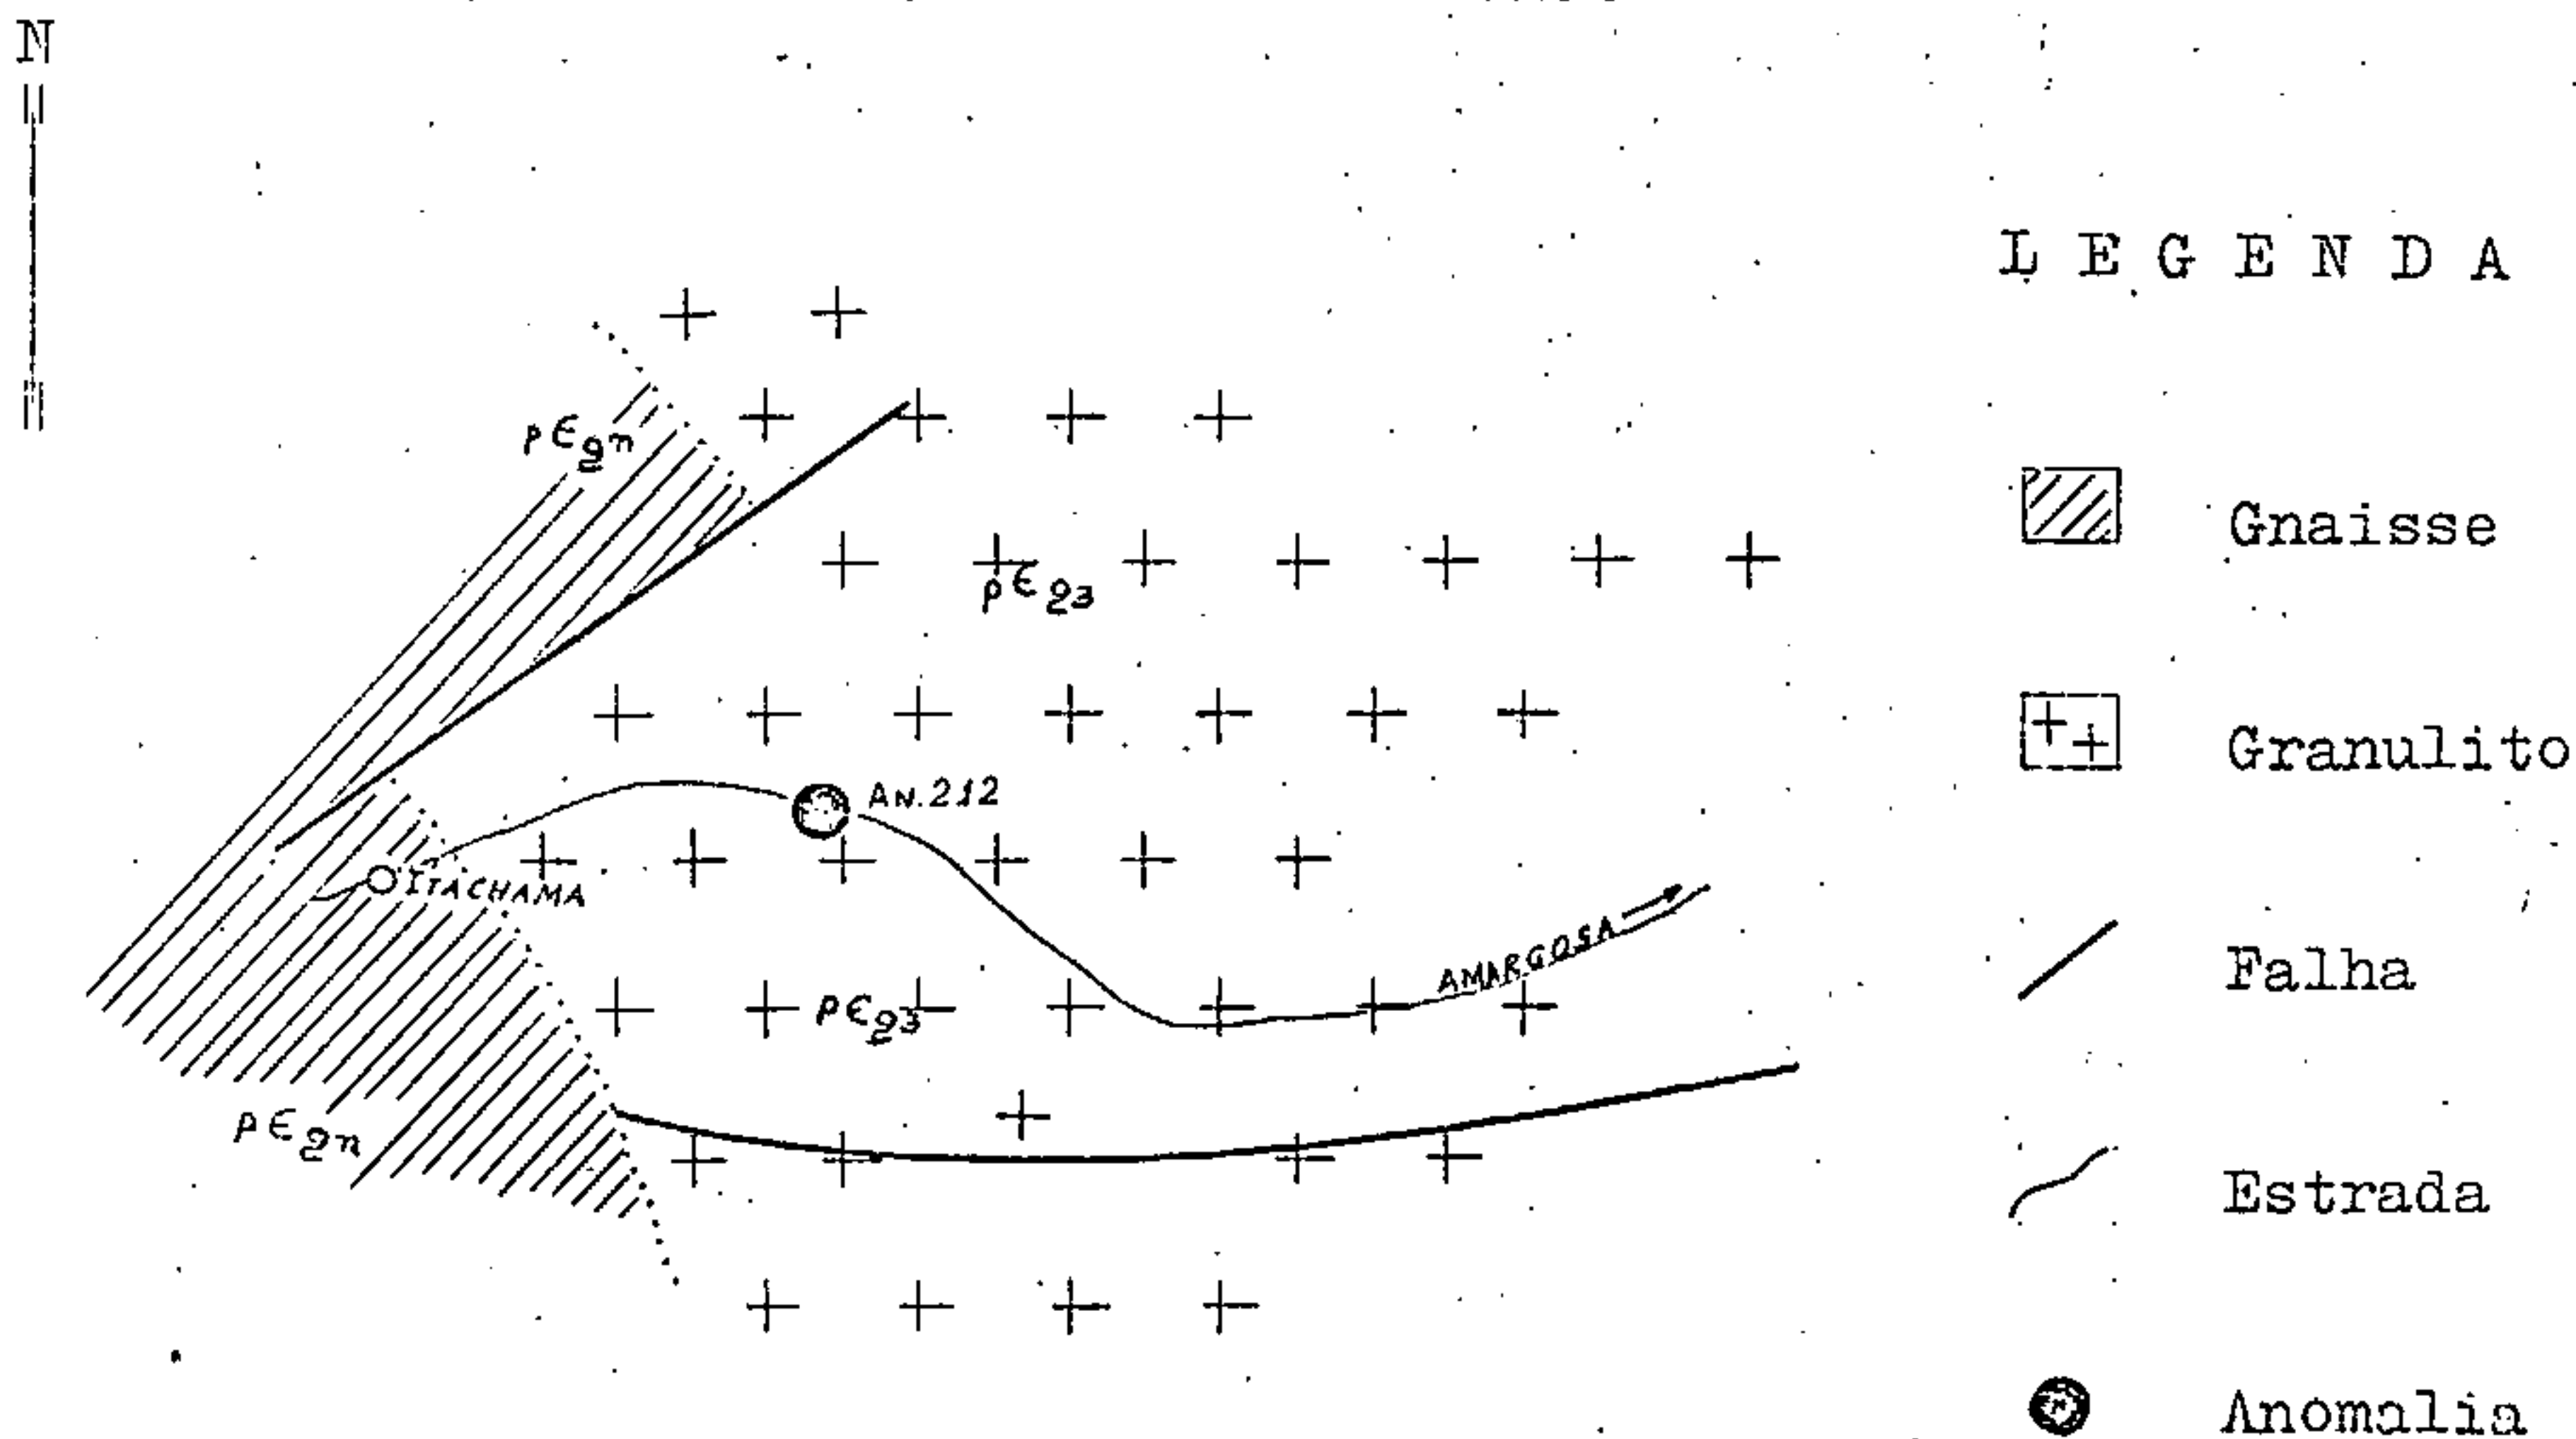 N
LEGENDA
pЄgn
Gnaisse
pЄg3
Granulito
AN.212
ITACHAMA
AMARGOSA
Falha
pЄg3
pЄgn
Estrada
Anomalia